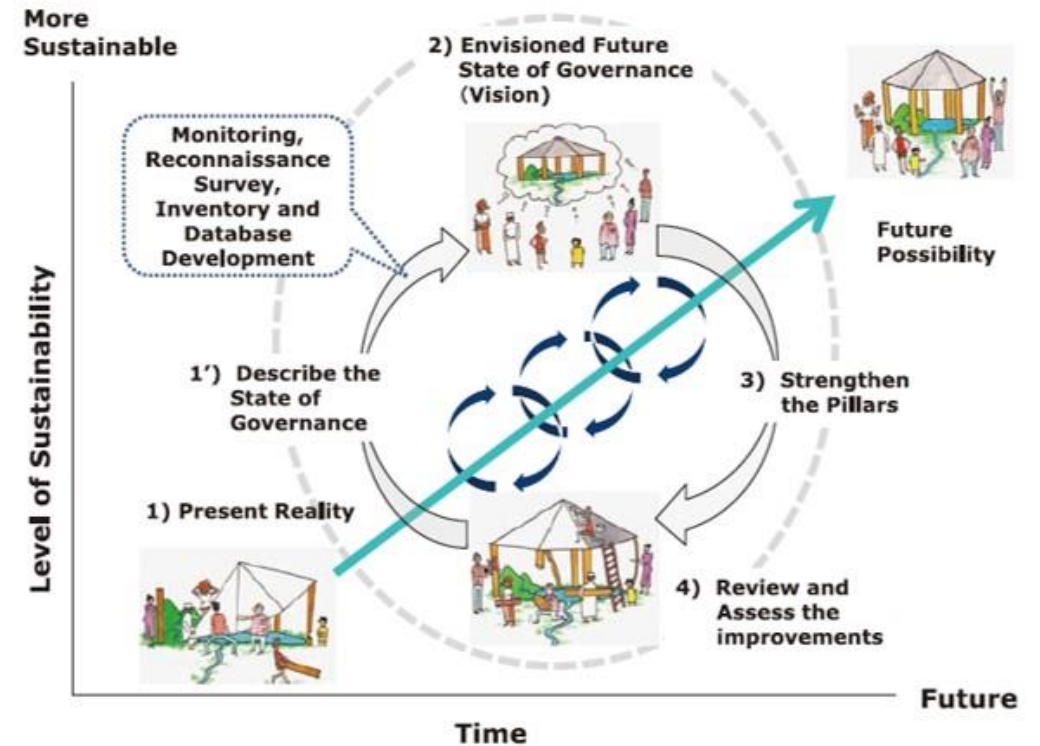 More
Sustainable
2) Envisioned Future
State of Governance
(Vision)
Monitoring,
Reconnaissance
Survey,
Inventory and
Database
Development
Future
Possibility
Level of Sustainability
1') Describe the
State of
Governance
3) Strengthen
the Pillars
1) Present Reality
4) Review and
Assess the
improvements
Future
Time